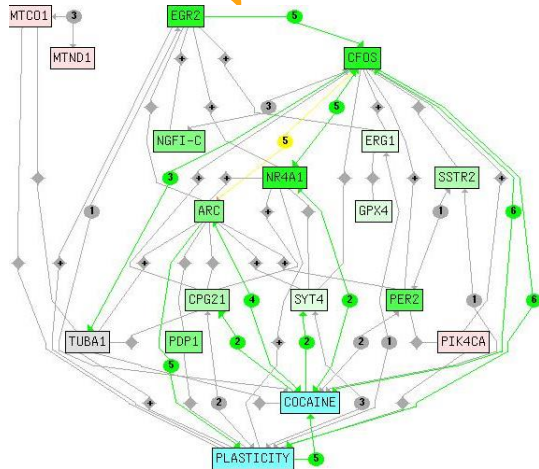 MTCO1 3 EGR2 5
MTND1 CFOS
3 5
NGFI-C 5 ERG1
3 NR4A1 SSTR2
1 ARC GPX4 1 6
CPG21 4 SYT4 2 PER2 1 6
TUBA1 PDP1 2 2 2 1 PIK4CA
5
2 COCAINE 3
PLASTICITY 5